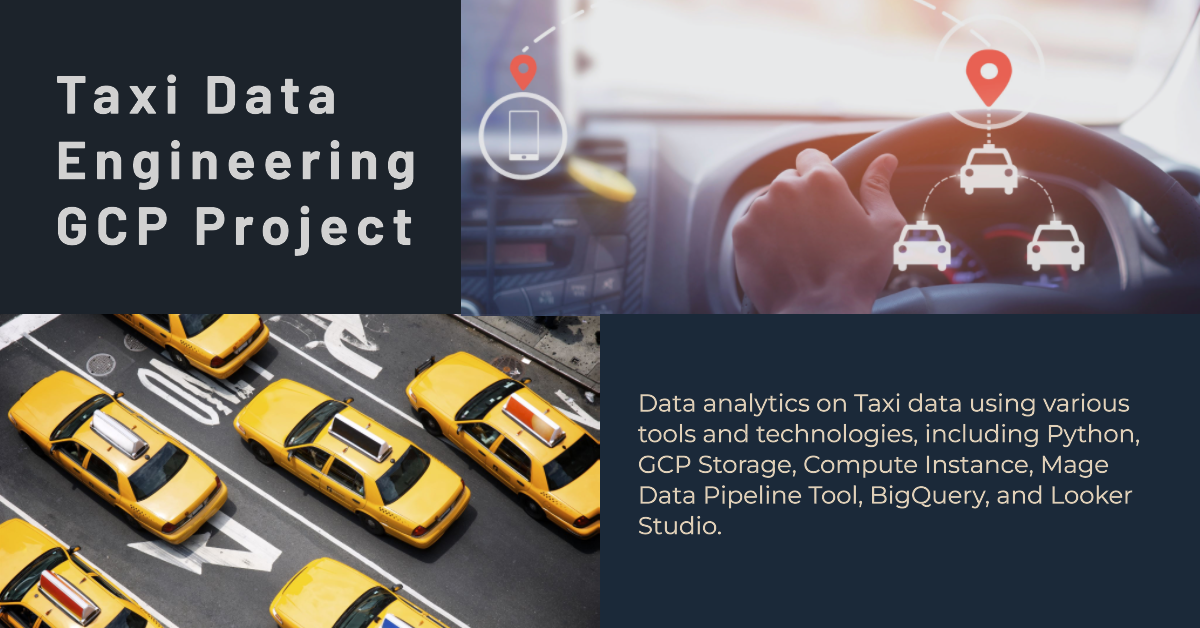 Taxi Data
Engineering
GCP Project
Data analytics on Taxi data using various
tools and technologies, including Python,
GCP Storage, Compute Instance, Mage
Data Pipeline Tool, BigQuery, and Looker
Studio.